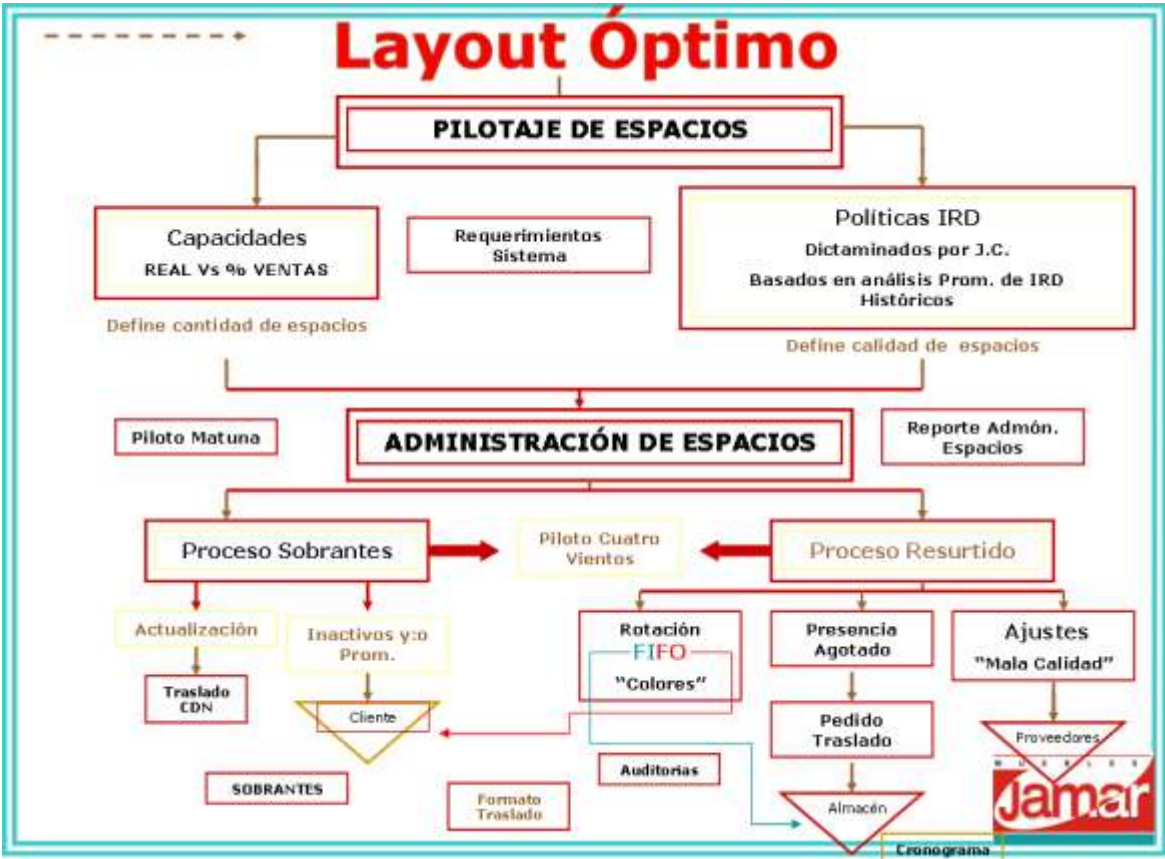 Layout Óptimo
PILOTAJE DE ESPACIOS
Capacidades
REAL Vs % VENTAS
Requerimientos
Sistema
Políticas IRD
Dictaminados por J.C.
Basados en análisis Prom. de IRD
Históricos
Define cantidad de espacios
Define calidad de espacios
Piloto Matuna
ADMINISTRACIÓN DE ESPACIOS
Reporte Admón.
Espacios
Proceso Sobrantes
Piloto Cuatro
Vientos
Proceso Resurtido
Actualización
Inactivos y:o
Prom.
Rotación
FIFO
"Colores"
Presencia
Agotado
Ajustes
"Mala Calidad"
Traslado
CDN
Cliente
Pedido
Traslado
Proveedores
MUEBLES
Jamar
SOBRANTES
Auditorias
Formato
Traslado
Almacén
Cronograma